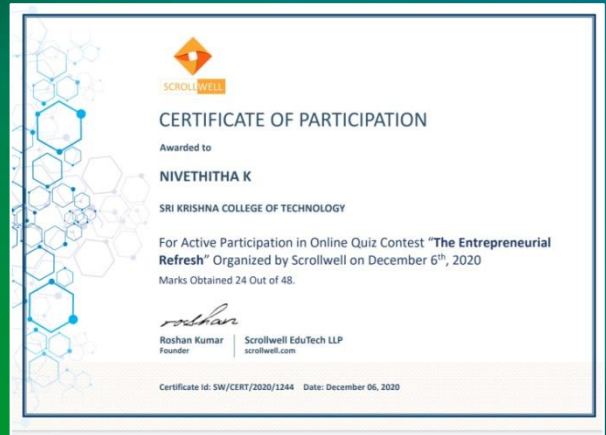 SCROLLWELL
CERTIFICATE OF PARTICIPATION
Awarded to
NIVETHITHA K
SRI KRISHNA COLLEGE OF TECHNOLOGY
For Active Participation in Online Quiz Contest “The Entrepreneurial
Refresh” Organized by Scrollwell on December 6th, 2020
Marks Obtained 24 Out of 48.
roshan
Roshan Kumar
Founder
Scrollwell EduTech LLP
scrollwell.com
Certificate Id: SW/CERT/2020/1244 Date: December 06, 2020